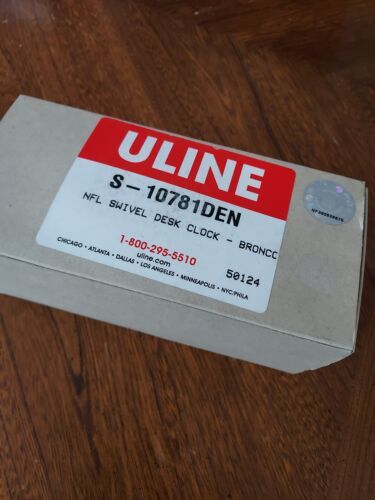 ULINE
S-10781DEN
NFL SWIVEL DESK CLOCK - BRONCO
1-800-295-5510
uline.com
CHICAGO • ATLANTA • DALLAS • LOS ANGELES • MINNEAPOLIS • NYC/PHILA
50124